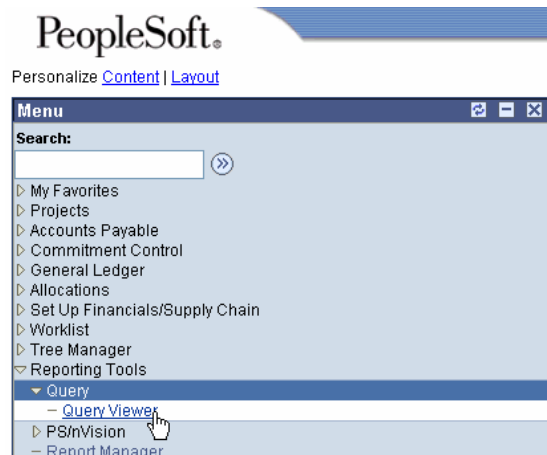 PeopleSoft.
Personalize Content | Layout
Menu
Search:
My Favorites
Projects
Accounts Payable
Commitment Control
General Ledger
Allocations
Set Up Financials/Supply Chain
Worklist
Tree Manager
Reporting Tools
Query
Query Viewer
PS/nVision
Report Manager